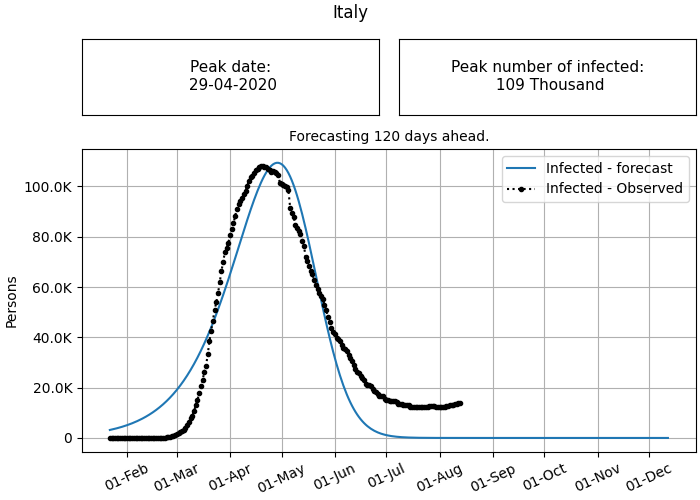 Italy
Peak date:
29-04-2020
Peak number of infected:
109 Thousand
Forecasting 120 days ahead.
Infected - forecast
Infected - Observed
Persons
100.0K
80.0K
60.0K
40.0K
20.0K
0
01-Feb
01-Mar
01-Apr
01-May
01-Jun
01-Jul
01-Aug
01-Sep
01-Oct
01-Nov
01-Dec